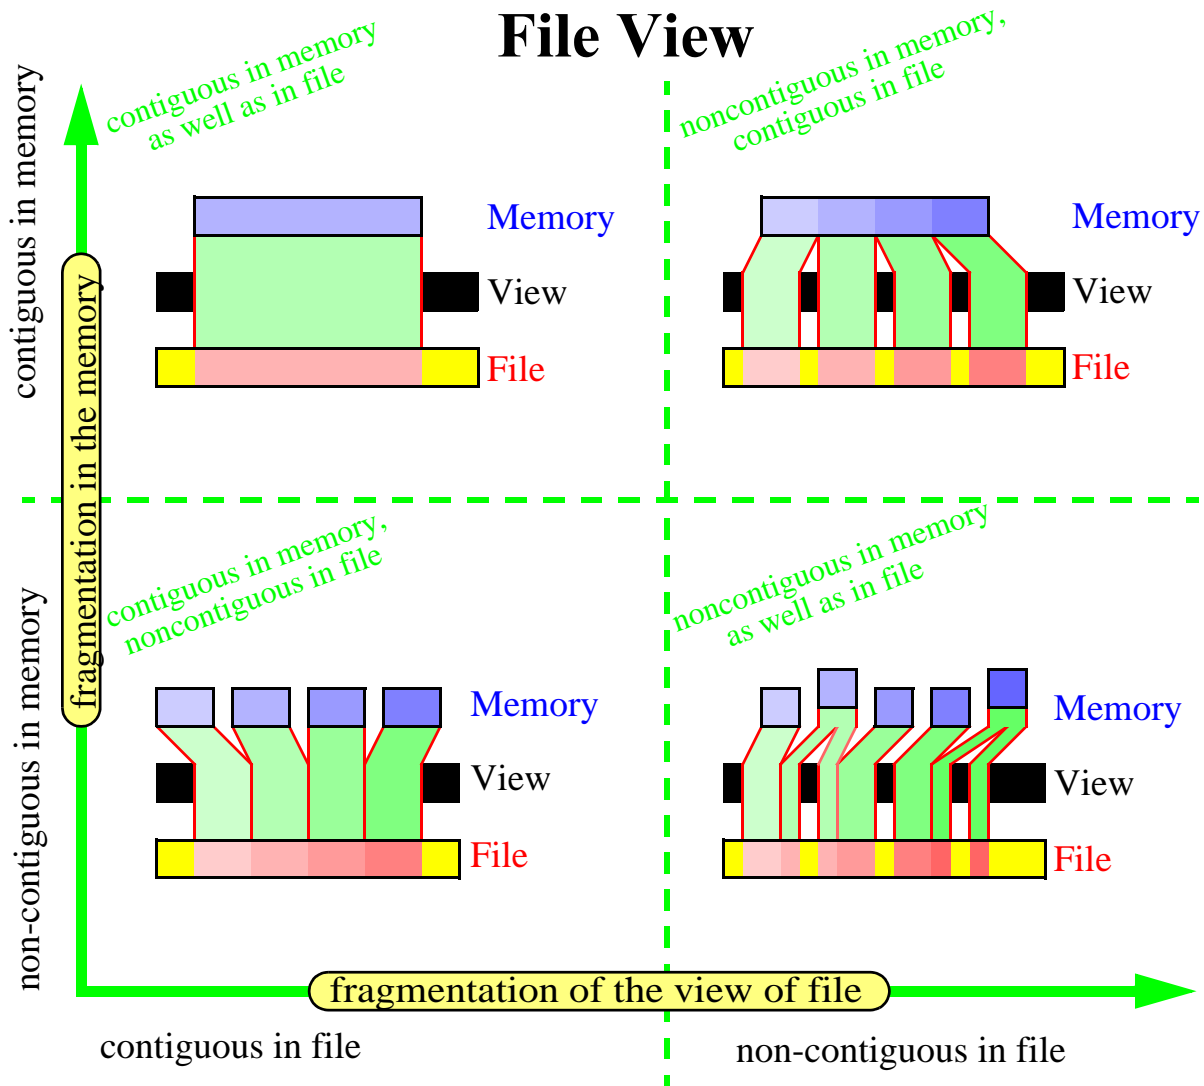 File View
contiguous in memory
as well as in file
noncontiguous in memory,
contiguous in file
contiguous in memory
Memory
View
File
Memory
View
File
fragmentation in the memory
contiguous in memory,
noncontiguous in file
noncontiguous in memory
as well as in file
non-contiguous in memory
Memory
View
File
Memory
View
File
fragmentation of the view of file
contiguous in file
non-contiguous in file